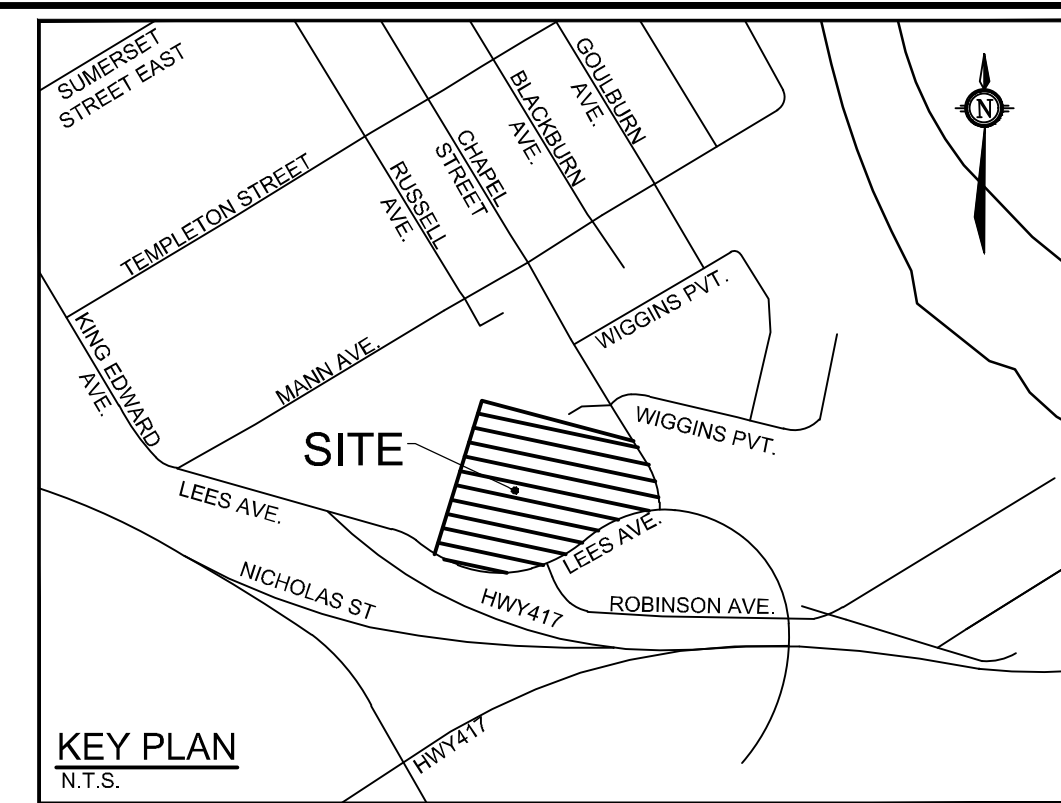 SUMERSET
STREET EAST
GOULBURN
AVE.
BLACKBURN
AVE.
N
CHAPEL
STREET
RUSSELL
AVE.
TEMPLETON STREET
WIGGINS PVT.
KING EDWARD
AVE.
MANN AVE.
WIGGINS PVT.
SITE
LEES AVE.
LEES AVE.
NICHOLAS ST
HWY417
ROBINSON AVE.
HWY417
KEY PLAN
N.T.S.